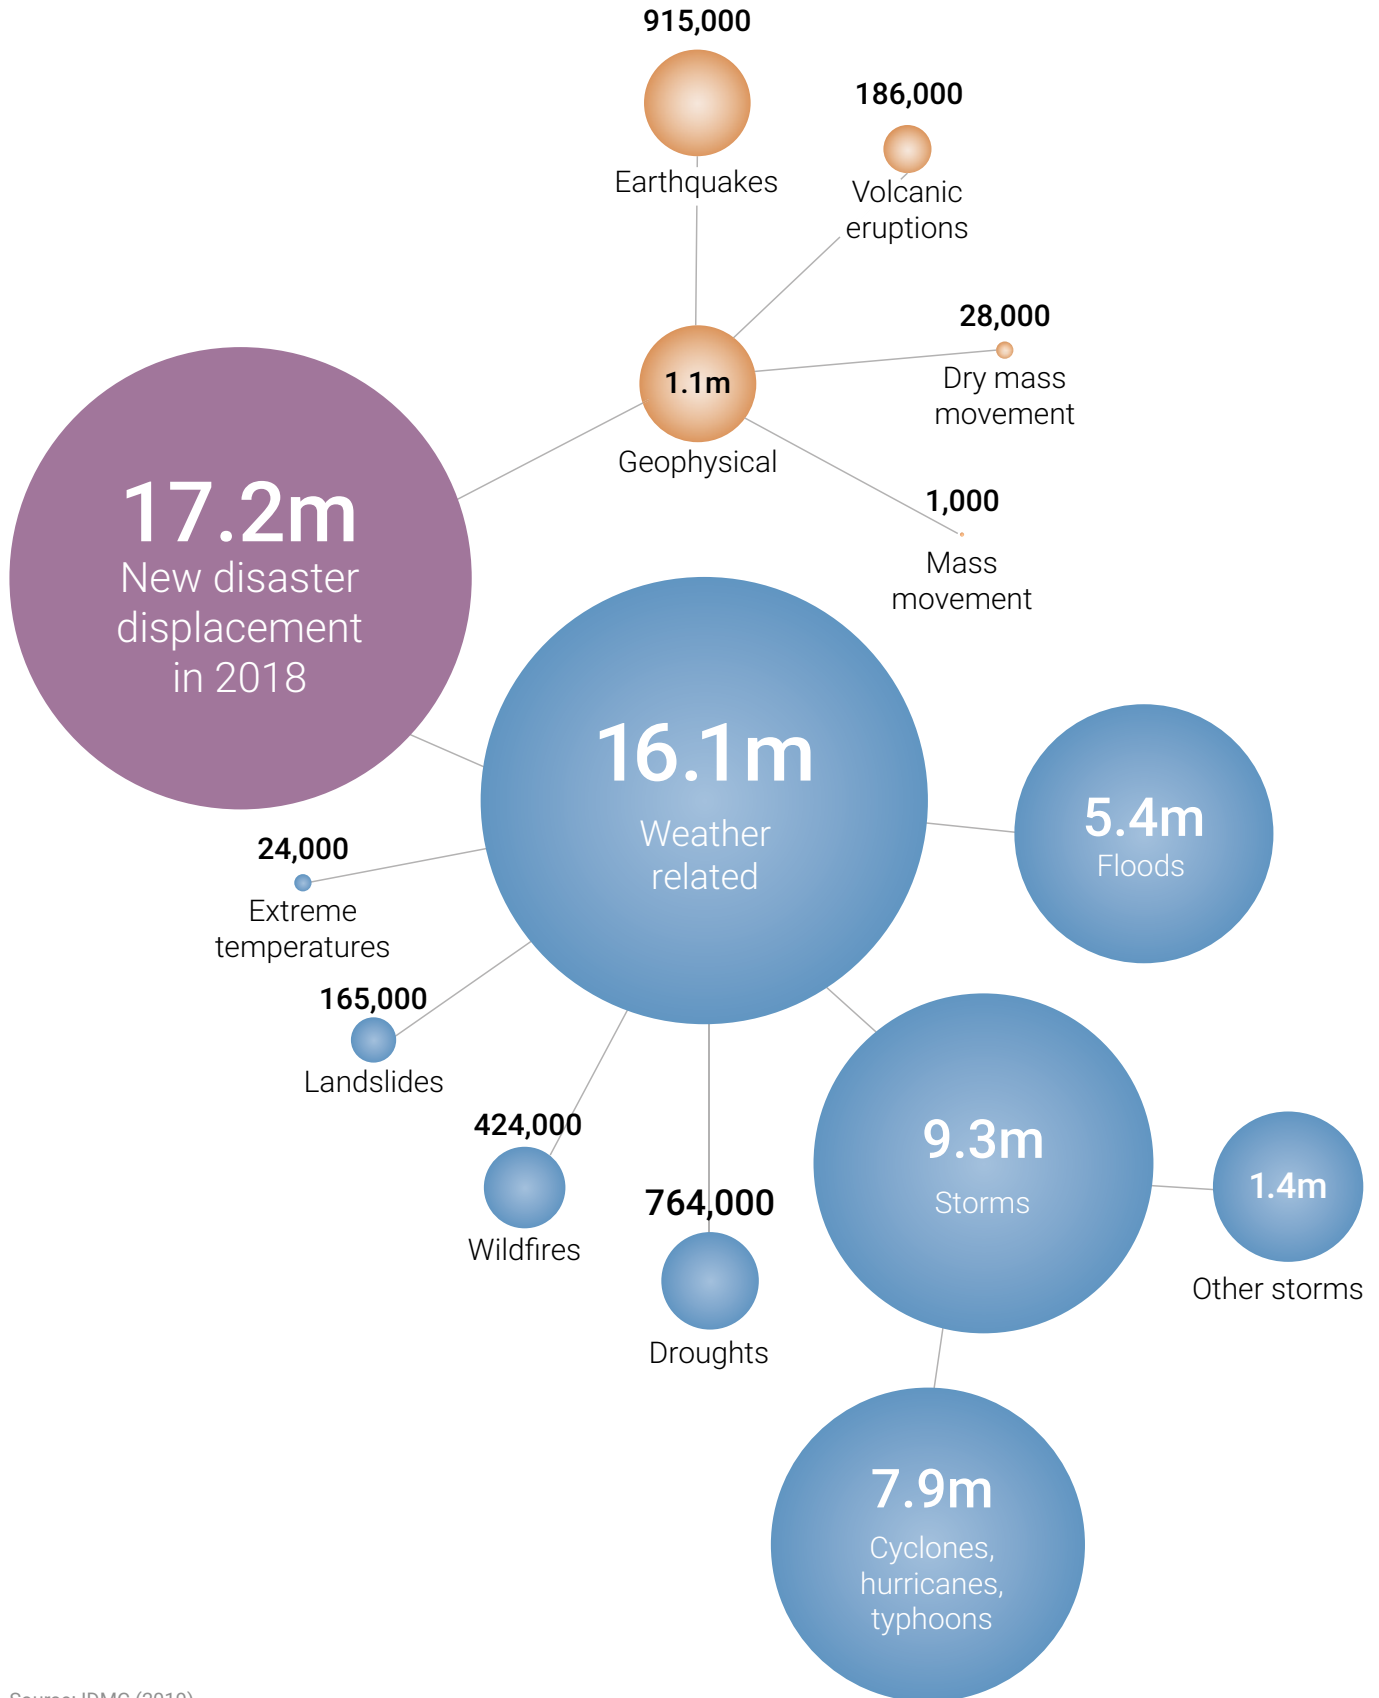 915,000
Earthquakes
186,000
Volcanic
eruptions
28,000
Dry mass
movement
1.1m
Geophysical
1,000
Mass
movement
17.2m
New disaster
displacement
in 2018
16.1m
Weather
related
5.4m
Floods
24,000
Extreme
temperatures
165,000
Landslides
424,000
Wildfires
764,000
Droughts
9.3m
Storms
1.4m
Other storms
7.9m
Cyclones,
hurricanes,
typhoons
Source: IDMC (2019)